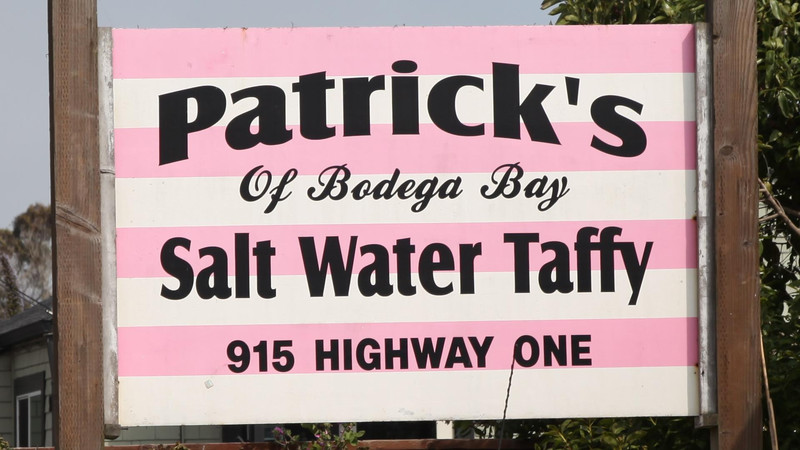 Patrick's
Of Bodega Bay
Salt Water Taffy
915 HIGHWAY ONE